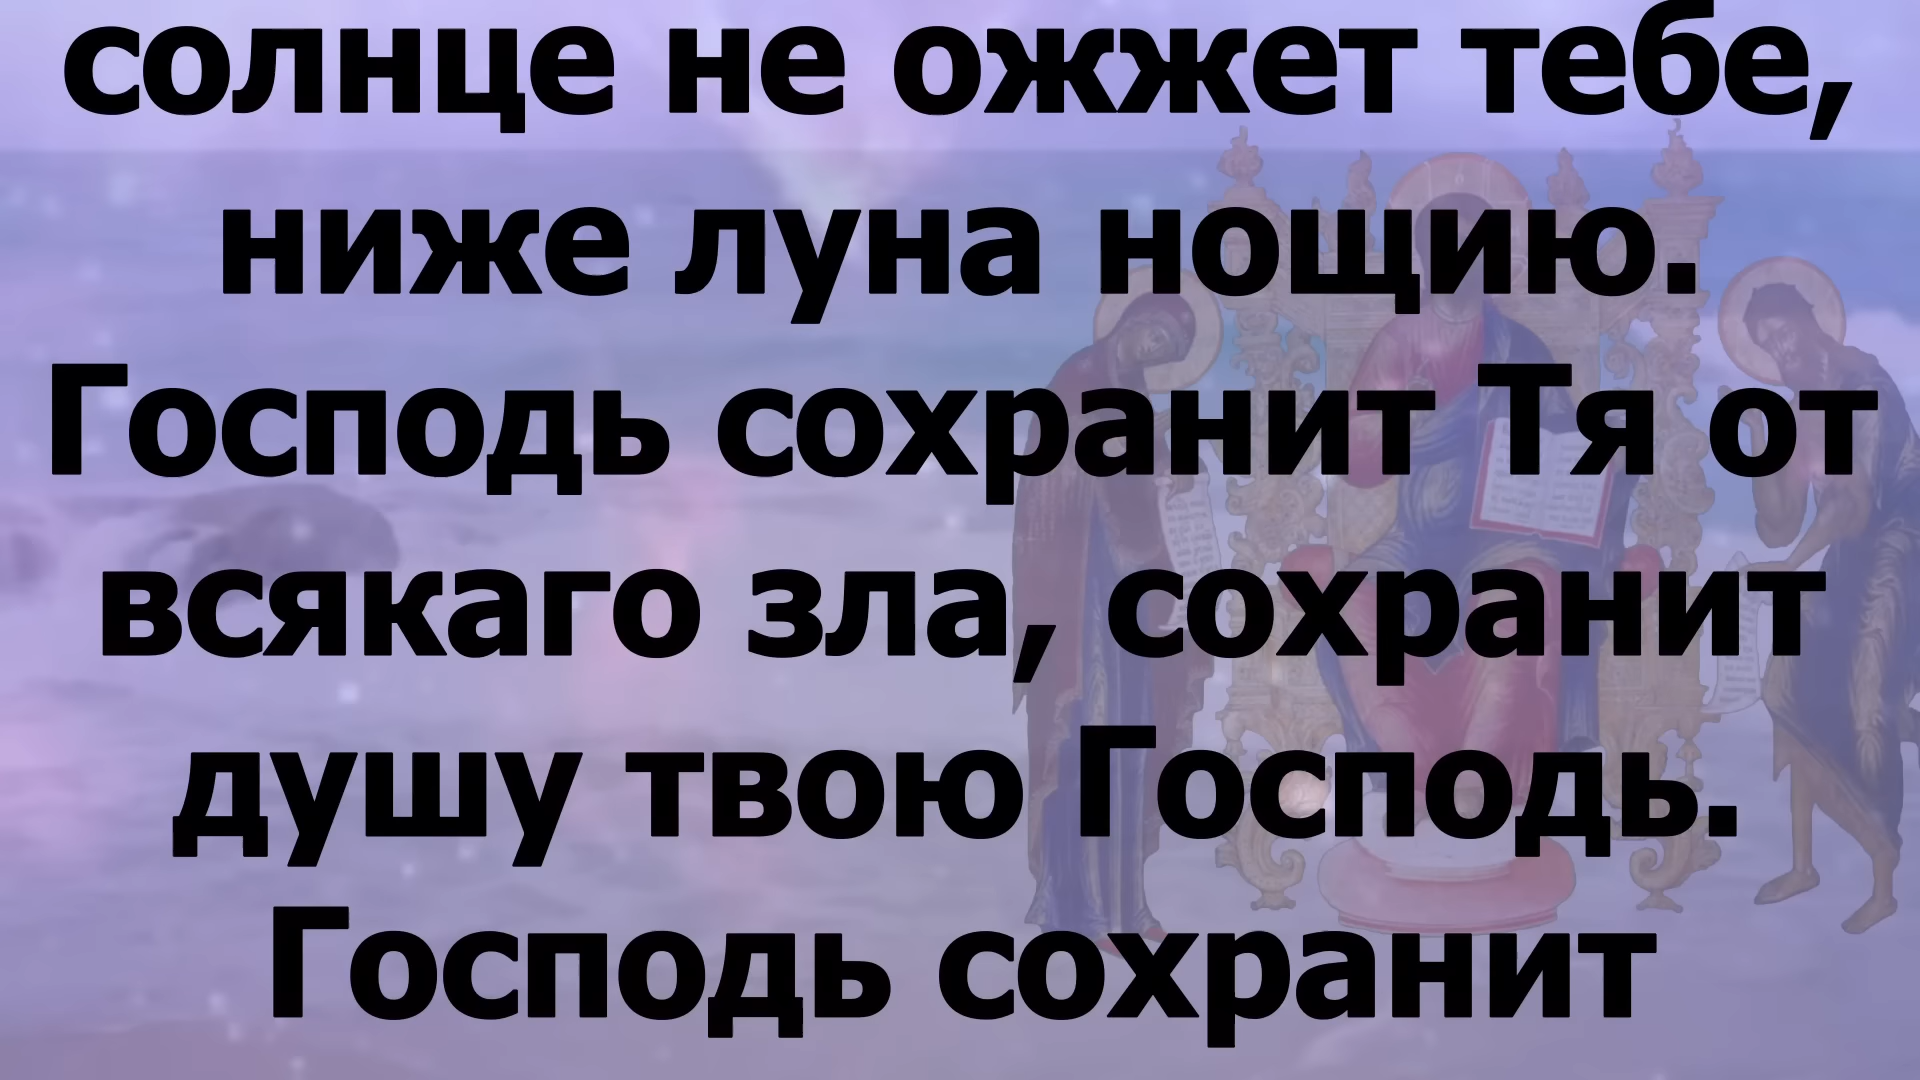 солнце не ожжет тебе,
ниже луна нощию.
Господь сохранит Тя от
всякаго зла, сохранит
душу твою Господь.
Господь сохранит